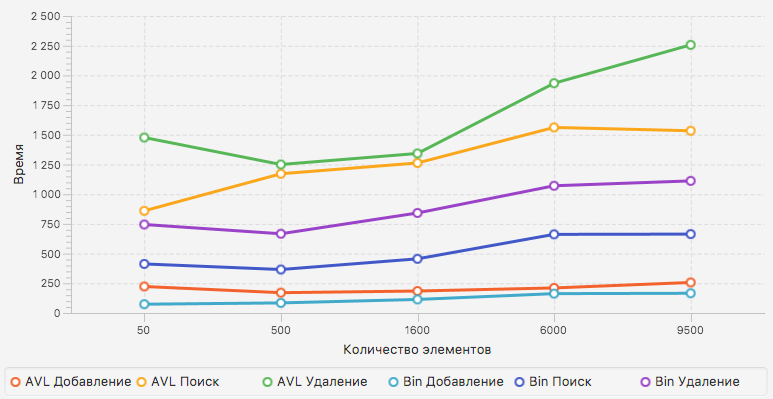 2 500
2 250
2 000
1 750
1 500
1 250
1 000
750
500
250
0
Время
50 500 1600 6000 9500
Количество элементов
AVL Добавление AVL Поиск AVL Удаление Bin Добавление Bin Поиск Bin Удаление